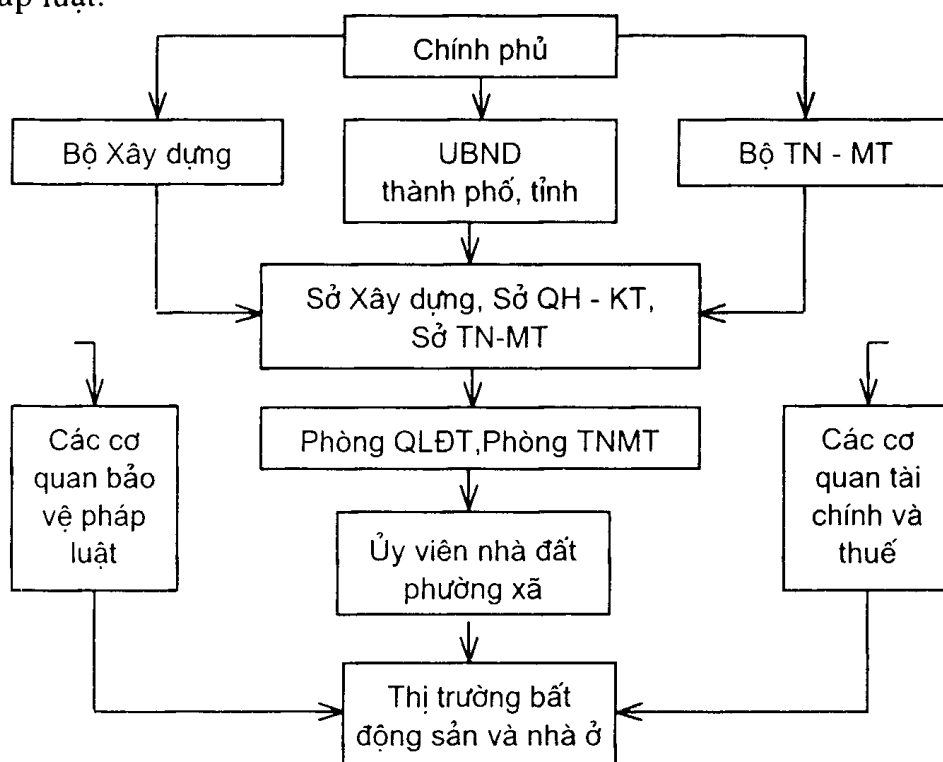 luật.
Chính phủ
Bộ Xây dựng
UBND
thành phố, tỉnh
Bộ TN - MT
Sở Xây dựng, Sở QH - KT,
Sở TN-MT
Các cơ
quan bảo
vệ pháp
luật
Phòng QLĐT,Phòng TNMT
Các cơ
quan tài
chính và
thuế
Ủy viên nhà đất
phường xã
Thị trường bất
động sản và nhà ở